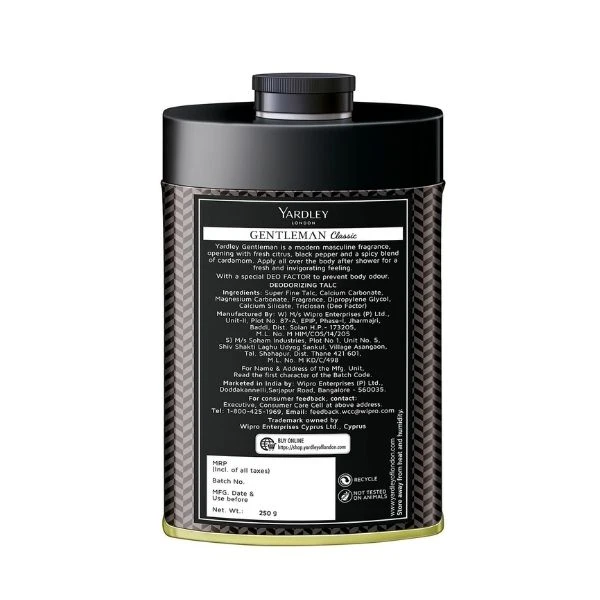 YARDLEY
LONDON
GENTLEMAN Classic
Yardley Gentleman is a modern masculine fragrance,
opening with fresh citrus, black pepper and a spicy blend
of cardamom. Apply all over the body after shower for a
fresh and invigorating feeling.
With a special DEO FACTOR to prevent body odour.
DEODORIZING TALC
Ingredients: Super Fine Talc, Calcium Carbonate,
Magnesium Carbonate, Fragrance, Dipropylene Glycol,
Calcium Silicate, Triclosan (Deo Factor)
Manufactured By: W) M/s Wipro Enterprises (P) Ltd.,
Unit-II, Plot No. 87-A, EPIP, Phase-I, Jharmajri,
Baddi, Dist. Solan H.P.- 173205,
M.L. No. M HIM/COS/14/205
S) M/s Soham Industries, Plot No 1, Unit No. 5,
Shiv Shakti Laghu Udyog Sankul, Village Asangaon,
Tal. Shahapur, Dist. Thane 421 601,
M.L. No. M KD/C/498
For Name & Address of the Mfg. Unit,
Read the first character of the Batch Code.
Marketed in India by: Wipro Enterprises (P) Ltd.,
Doddakannelli,Sarjapur Road, Bangalore - 560035.
For consumer feedback, contact:
Executive, Consumer Care Cell at above address.
Tel: 1-800-425-1969, Email: feedback.wcc@wipro.com
Trademark owned by
Wipro Enterprises Cyprus Ltd., Cyprus
BUY ONLINE
https://shop.yardleyoflondon.com
MRP
(Incl. of all taxes)
Batch No.
MFG. Date &
Use before
Net. Wt.: 250 g
RECYCLE
NOT TESTED
ON ANIMALS
www.yardleyoflondon.com
Store away from heat and humidity.